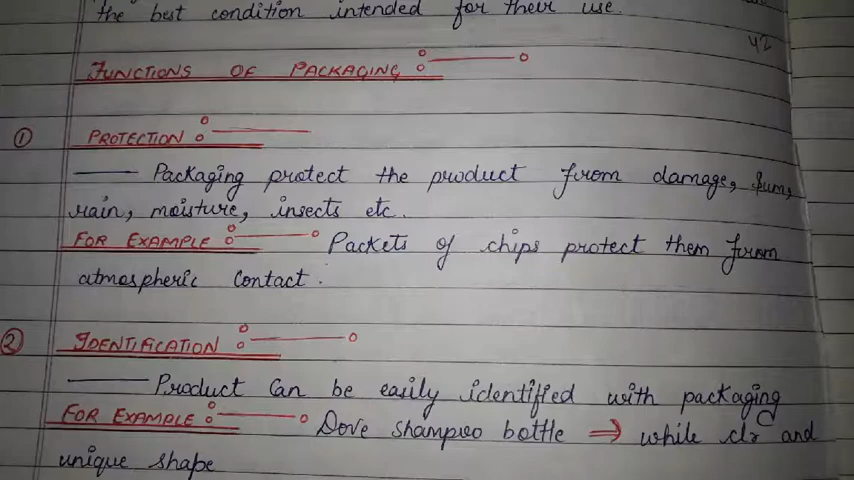 the best condition intended for their use.
42
FUNCTIONS OF PACKAGING :-
① PROTECTION :-
Packaging protect the product from damage, sum,
rain, moisture, insects etc.
FOR EXAMPLE :- Packets of chips protect them from
atmospheric contact.
② IDENTIFICATION :-
Product can be easily identified with packaging
FOR EXAMPLE :- Dove shampoo bottle ⇒ while clr and
unique shape